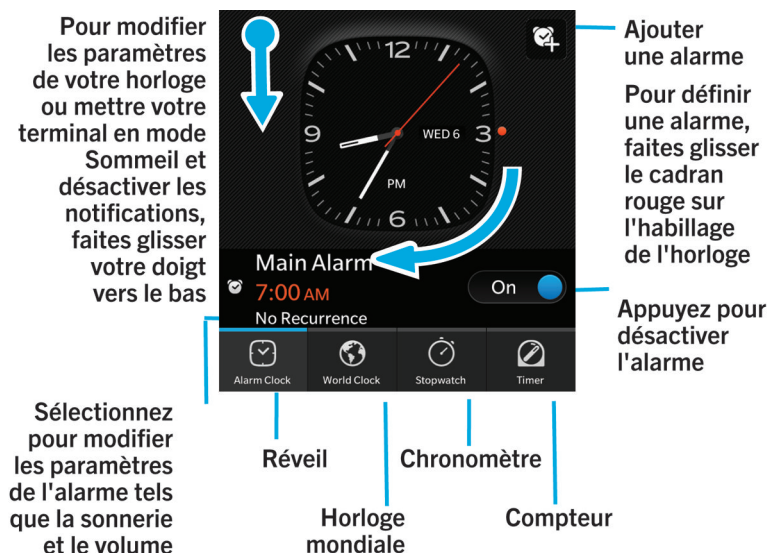 Pour modifier
les paramètres
de votre horloge
ou mettre votre
terminal en mode
Sommeil et
désactiver les
notifications,
faites glisser
votre doigt
vers le bas
12
9
WED 6
3
PM
6
Ajouter
une alarme
Pour définir
une alarme,
faites glisser
le cadran
rouge sur
l'habillage
de l'horloge
Main Alarm
7:00 AM
No Recurrence
On
Appuyez pour
désactiver
l'alarme
Alarm Clock
World Clock
Stopwatch
Timer
Sélectionnez
pour modifier
les paramètres
de l'alarme tels
que la sonnerie
et le volume
Réveil
Horloge
mondiale
Chronomètre
Compteur